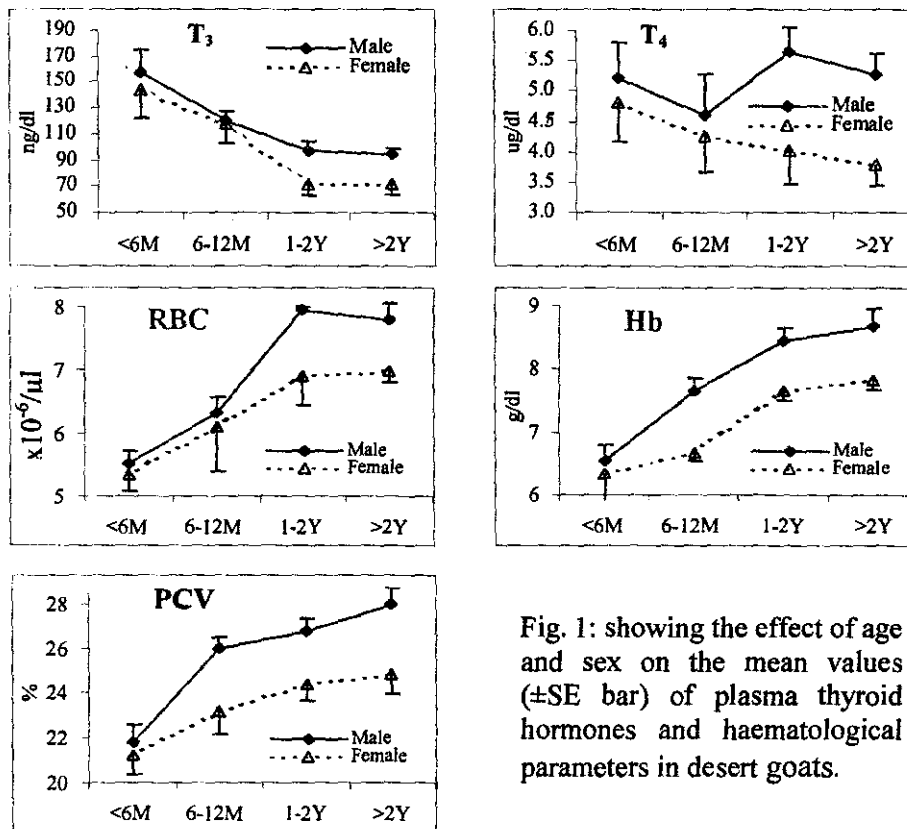 T₃
190
170
150
130
110
90
70
50
ng/dl
Male
Female
<6M 6-12M 1-2Y >2Y
T₄
6.0
5.5
5.0
4.5
4.0
3.5
3.0
ug/dl
Male
Female
<6M 6-12M 1-2Y >2Y
RBC
8
7
6
5
x10⁻⁶/µl
Male
Female
<6M 6-12M 1-2Y >2Y
Hb
9
8
7
6
g/dl
Male
Female
<6M 6-12M 1-2Y >2Y
PCV
28
26
24
22
20
%
Male
Female
<6M 6-12M 1-2Y >2Y
Fig. 1: showing the effect of age
and sex on the mean values
(±SE bar) of plasma thyroid
hormones and haematological
parameters in desert goats.